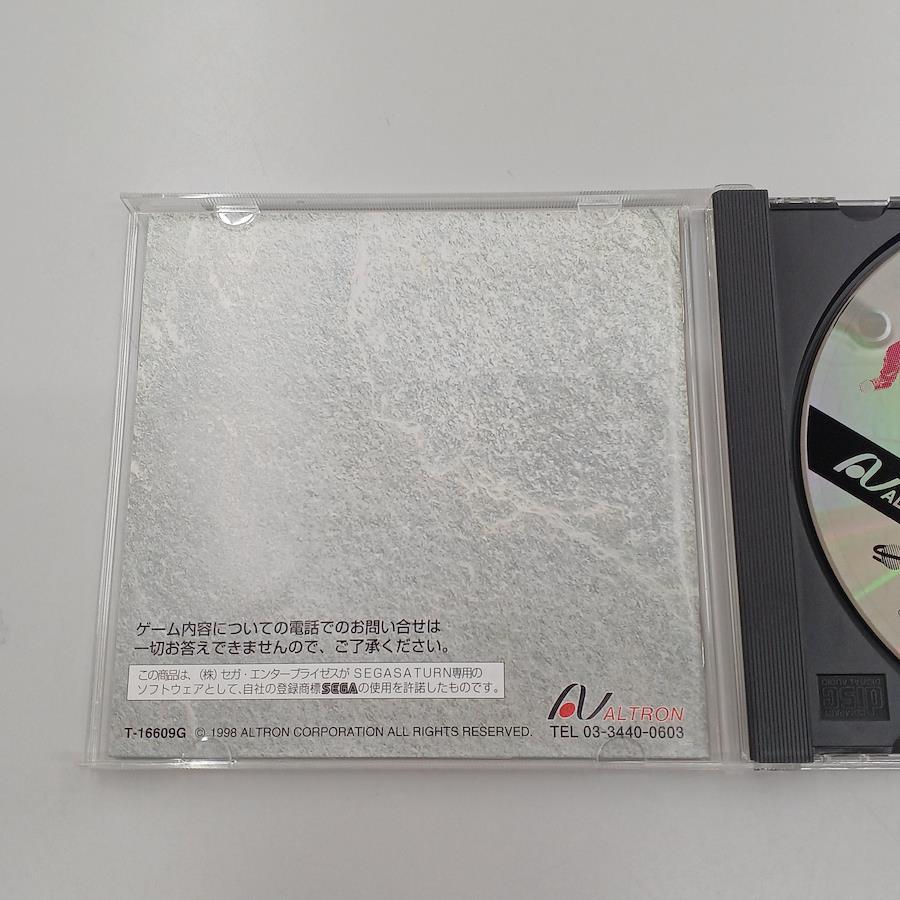 ゲーム内容についての電話でのお問い合せは
一切お答えできませんので、ご了承ください。
この商品は、(株)セガ・エンタープライゼスがSEGASATURN専用の
ソフトウェアとして、自社の登録商標SEGAの使用を許諾したものです。
ALTRON
T-16609G © 1998 ALTRON CORPORATION ALL RIGHTS RESERVED. TEL 03-3440-0603
AL
COMPACT
DISC
DIGITAL AUDIO